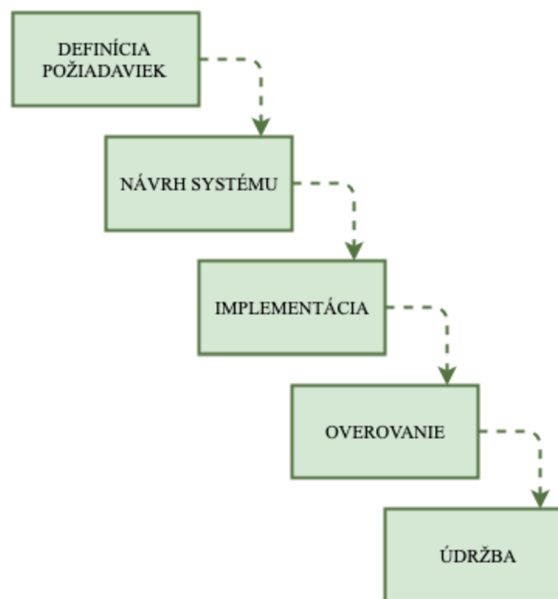 DEFINÍCIA
POŽIADAVIEK
NÁVRH SYSTÉMU
IMPLEMENTÁCIA
OVEROVANIE
ÚDRŽBA